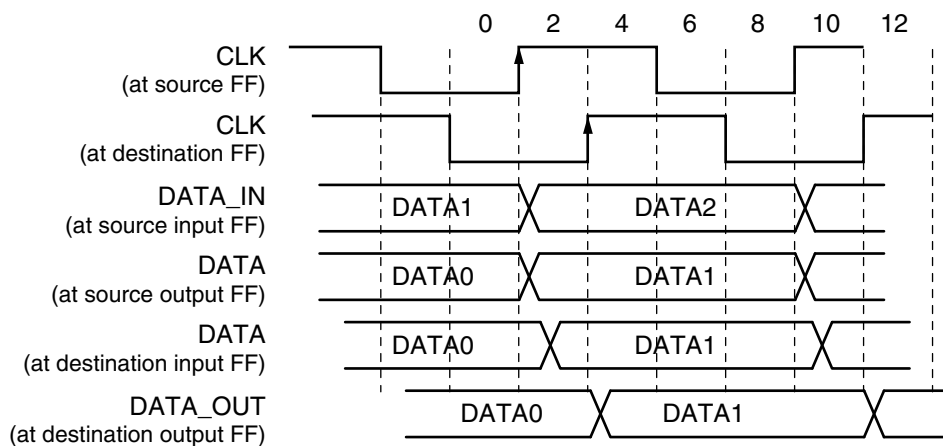 0 2 4 6 8 10 12
CLK
(at source FF)
CLK
(at destination FF)
DATA_IN
(at source input FF)
DATA1 DATA2
DATA
(at source output FF)
DATA0 DATA1
DATA
(at destination input FF)
DATA0 DATA1
DATA_OUT
(at destination output FF)
DATA0 DATA1